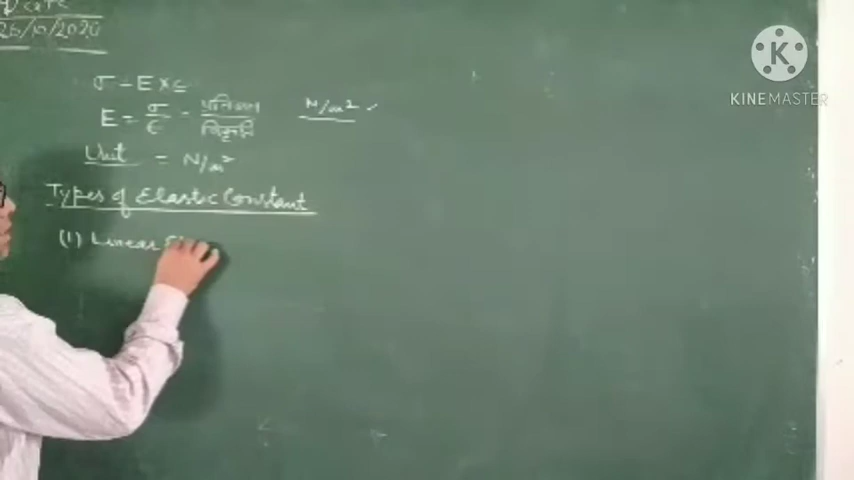 26/10/2020
σ = E × ε
E = σ/ε = प्रतिबल/विकृति N/m² ✓
Unit = N/m²
Types of Elastic Constant
(1) Linear
KINEMASTER